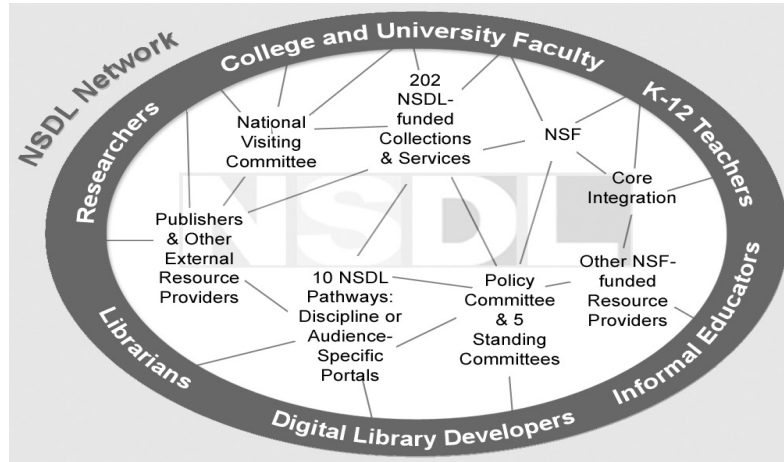 NSDL Network
College and University Faculty
K-12 Teachers
Informal Educators
Digital Library Developers
Librarians
Researchers
202
NSDL-
funded
Collections
& Services
National
Visiting
Committee
NSF
Core
Integration
NSDL
Publishers
& Other
External
Resource
Providers
10 NSDL
Pathways:
Discipline or
Audience-
Specific
Portals
Policy
Committee
& 5
Standing
Committees
Other NSF-
funded
Resource
Providers